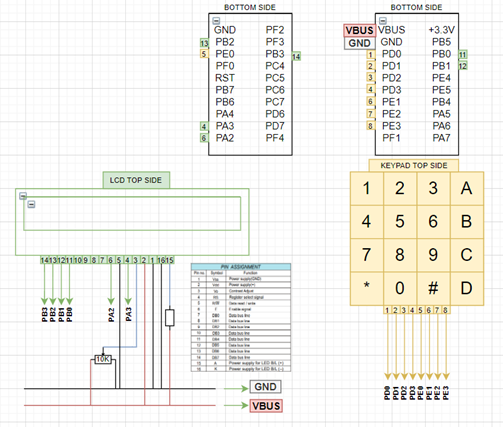 BOTTOM SIDE
GND PF2
13 PB2 PF3
5 PE0 PB3 14
PF0 PC4
RST PC5
PB7 PC6
PB6 PC7
PA4 PD6
4 PA3 PD7
6 PA2 PF4
BOTTOM SIDE
VBUS VBUS +3.3V
GND GND PB5
1 PD0 PB0 11
2 PD1 PB1 12
3 PD2 PE4
4 PD3 PE5
6 PE1 PB4
7 PE2 PA5
8 PE3 PA6
PF1 PA7
LCD TOP SIDE
14 13 12 11 10 9 8 7 6 5 4 3 2 1 16 15
PB3 PB2 PB1 PB0 PA2 PA3
10K
GND
VBUS
PIN ASSIGNMENT
Pin no. Symbol Function
1 Vss Power supply(GND)
2 Power supply(+)
3 Contrast Adjust
4 RS Register select signal
5 R/W Data read / write
6 E Enable signal
7 DB0 Data bus line
8 DB1 Data bus line
9 DB2 Data bus line
10 DB3 Data bus line
11 DB4 Data bus line
12 DB5 Data bus line
13 DB6 Data bus line
14 DB7 Data bus line
15 A Power supply for LED B/L (+)
16 K Power supply for LED B/L (-)
KEYPAD TOP SIDE
1 2 3 A
4 5 6 B
7 8 9 C
* 0 # D
1 2 3 4 5 6 7 8
PD0 PD1 PD2 PD3 PE0 PE1 PE2 PE3